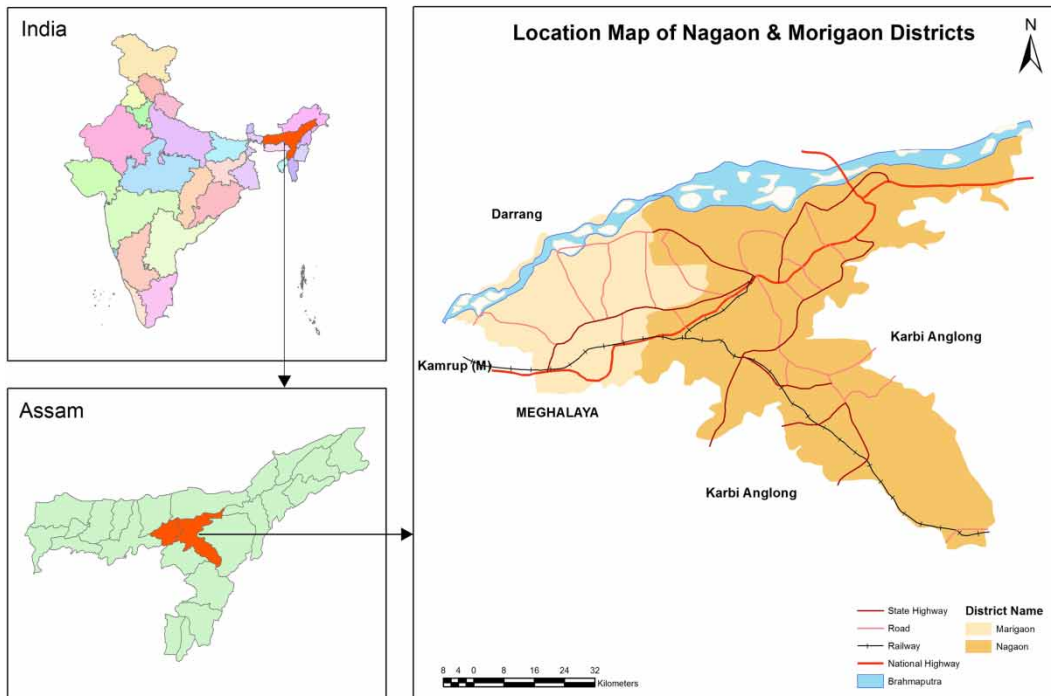 India
Assam
Location Map of Nagaon & Morigaon Districts
N
Darrang
Karbi Anglong
Kamrup (M)
MEGHALAYA
Karbi Anglong
State Highway
Road
Railway
National Highway
Brahmaputra
District Name
Marigaon
Nagaon
8 4 0 8 16 24 32
Kilometers